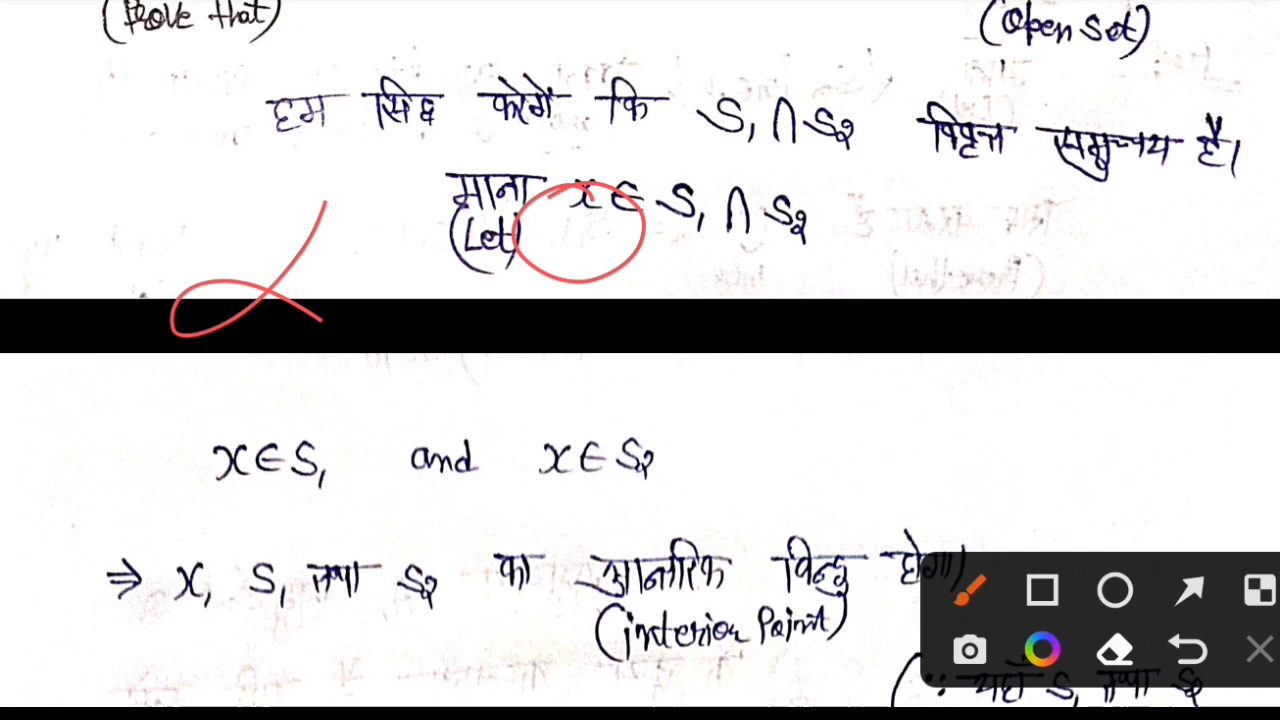 (Prove that)
(Open Set)
हम सिद्ध करेगें कि S₁ ∩ S₂ विवृत्त समुच्चय है।
माना x ∈ S₁ ∩ S₂
(Let)
x ∈ S₁ and x ∈ S₂
⇒ x, S₁ तथा S₂ का आन्तरिक बिन्दु होगा।
(interior Point)
(∵ यहाँ S₁ तथा S₂